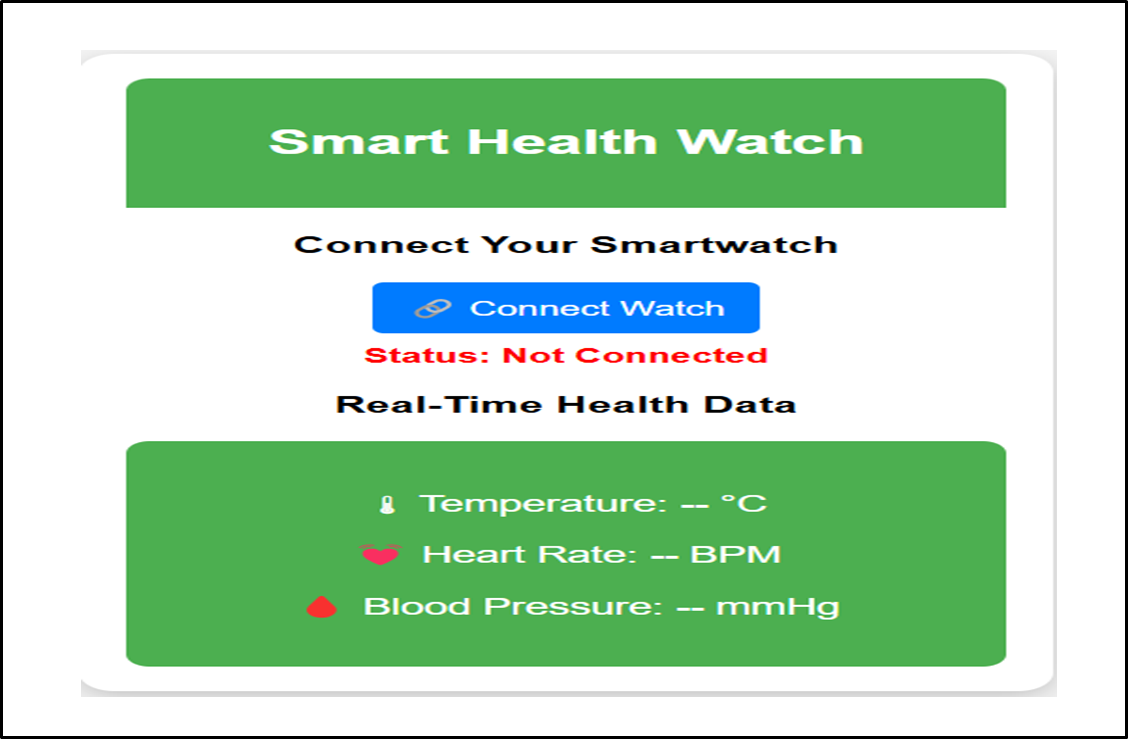 Smart Health Watch
Connect Your Smartwatch
Connect Watch
Status: Not Connected
Real-Time Health Data
Temperature: -- °C
Heart Rate: -- BPM
Blood Pressure: -- mmHg